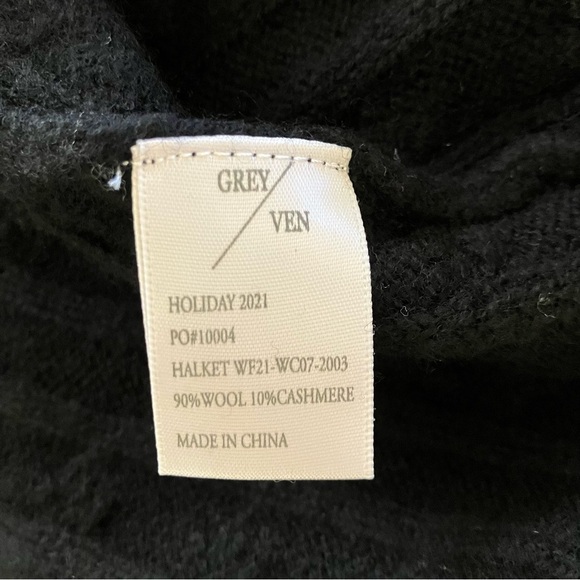 GREY
VEN
HOLIDAY 2021
PO#10004
HALKET WF21-WC07-2003
90%WOOL 10%CASHMERE
MADE IN CHINA